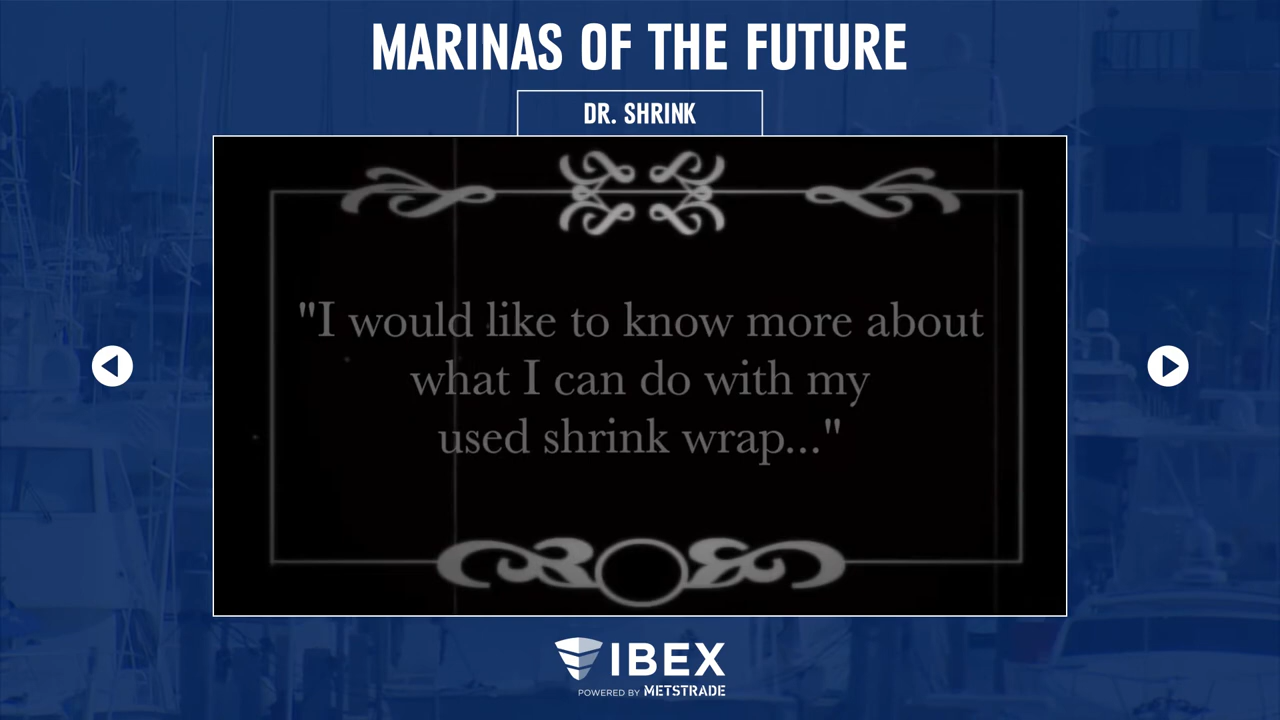 MARINAS OF THE FUTURE
DR. SHRINK
"I would like to know more about
what I can do with my
used shrink wrap..."
IBEX
POWERED BY METSTRADE